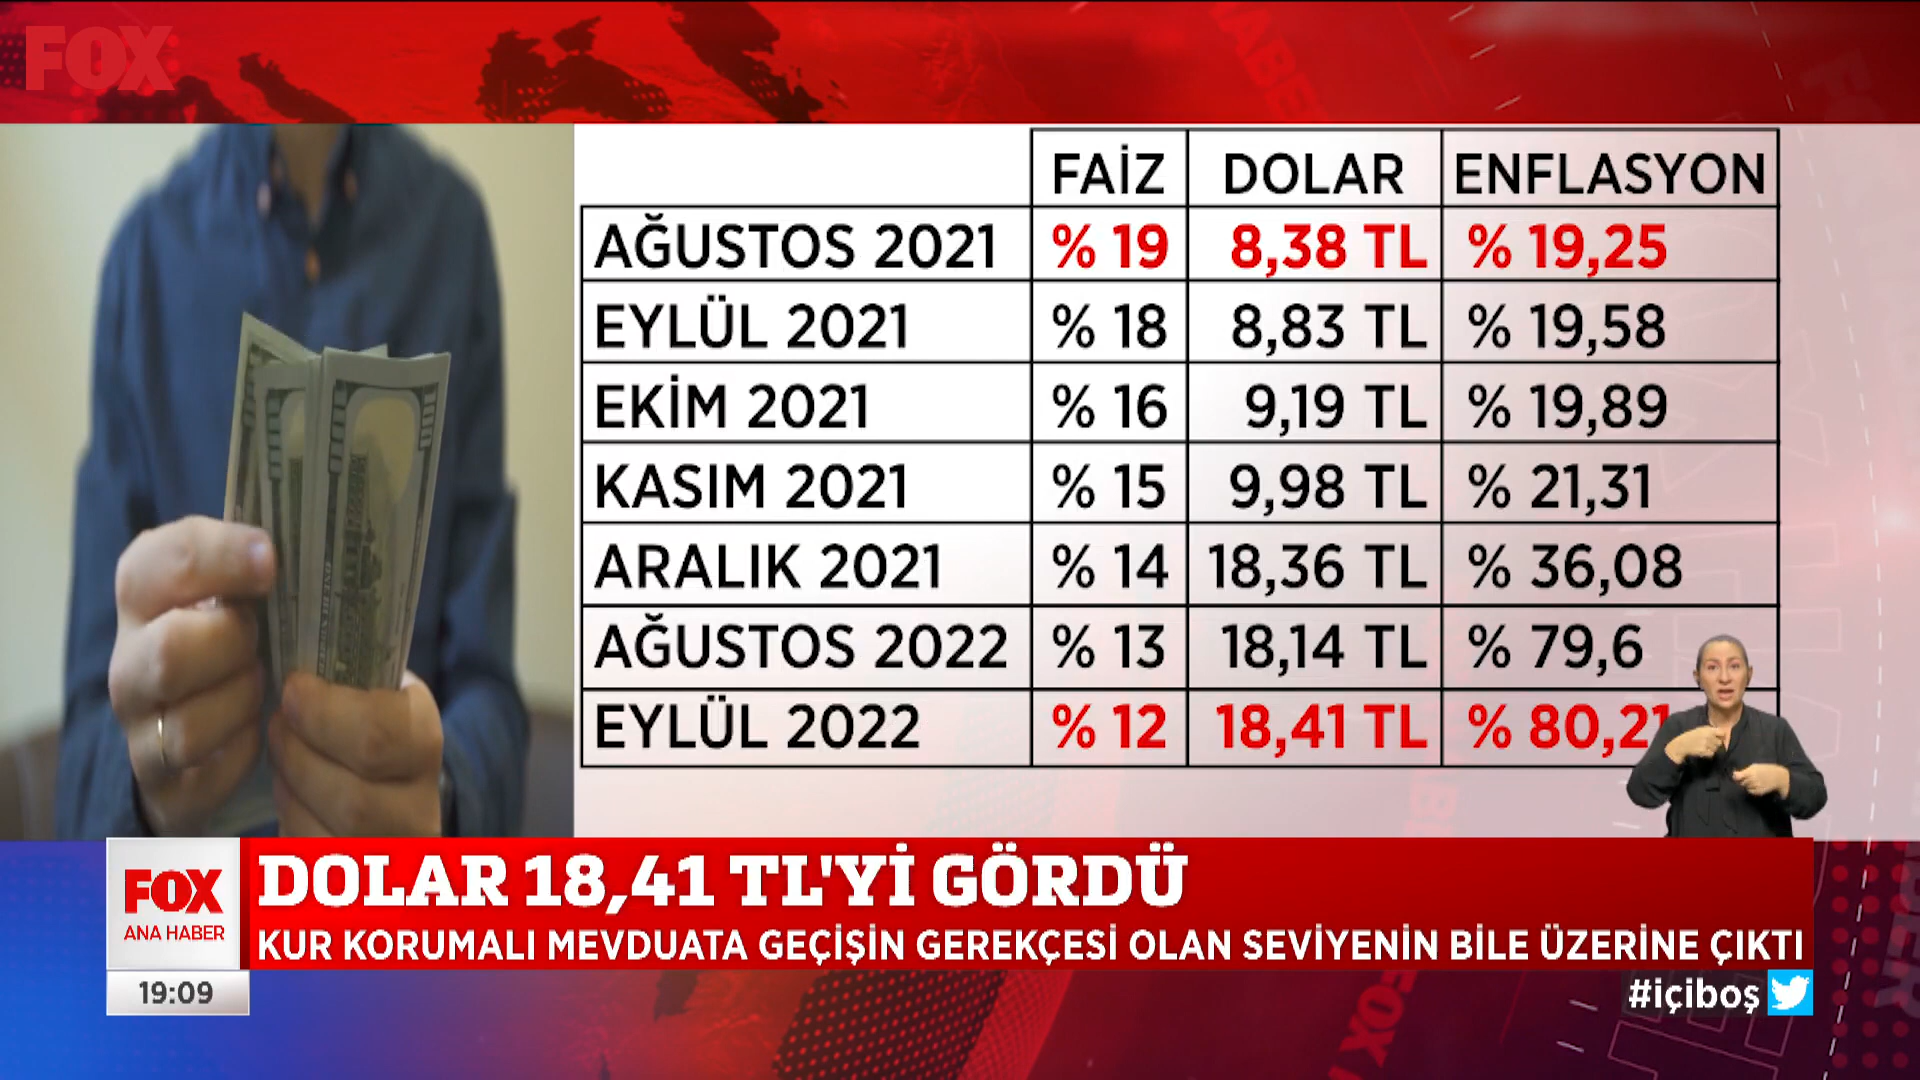 FOX
FAİZ DOLAR ENFLASYON
AĞUSTOS 2021 % 19 8,38 TL % 19,25
EYLÜL 2021 % 18 8,83 TL % 19,58
EKİM 2021 % 16 9,19 TL % 19,89
KASIM 2021 % 15 9,98 TL % 21,31
ARALIK 2021 % 14 18,36 TL % 36,08
AĞUSTOS 2022 % 13 18,14 TL % 79,6
EYLÜL 2022 % 12 18,41 TL % 80,21
FOX
ANA HABER
DOLAR 18,41 TL'Yİ GÖRDÜ
KUR KORUMALI MEVDUATA GEÇİŞİN GEREKÇESİ OLAN SEVİYENİN BİLE ÜZERİNE ÇIKTI
19:09
#içiboş